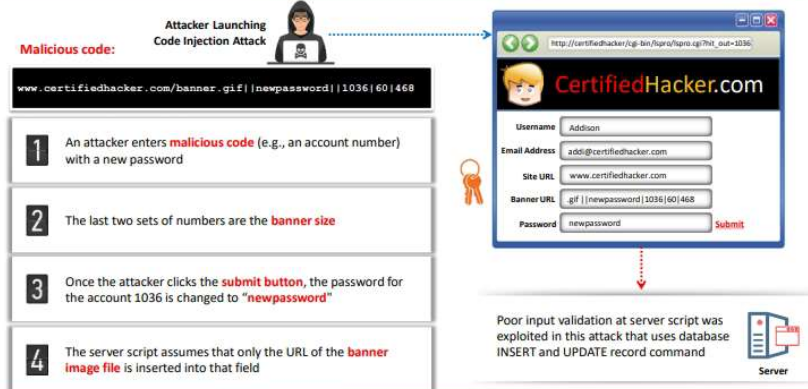 Attacker Launching
Code Injection Attack
Malicious code:
www.certifiedhacker.com/banner.gif||newpassword||1036|60|468
1
An attacker enters malicious code (e.g., an account number)
with a new password
2
The last two sets of numbers are the banner size
3
Once the attacker clicks the submit button, the password for
the account 1036 is changed to "newpassword"
4
The server script assumes that only the URL of the banner
image file is inserted into that field
http://certifiedhacker/cgi-bin/lspro/lspro.cgi?hit_out=1036
CertifiedHacker.com
Username Addison
Email Address addi@certifiedhacker.com
Site URL www.certifiedhacker.com
Banner URL .gif ||newpassword|1036|60|468
Password newpassword Submit
Poor input validation at server script was
exploited in this attack that uses database
INSERT and UPDATE record command
Server